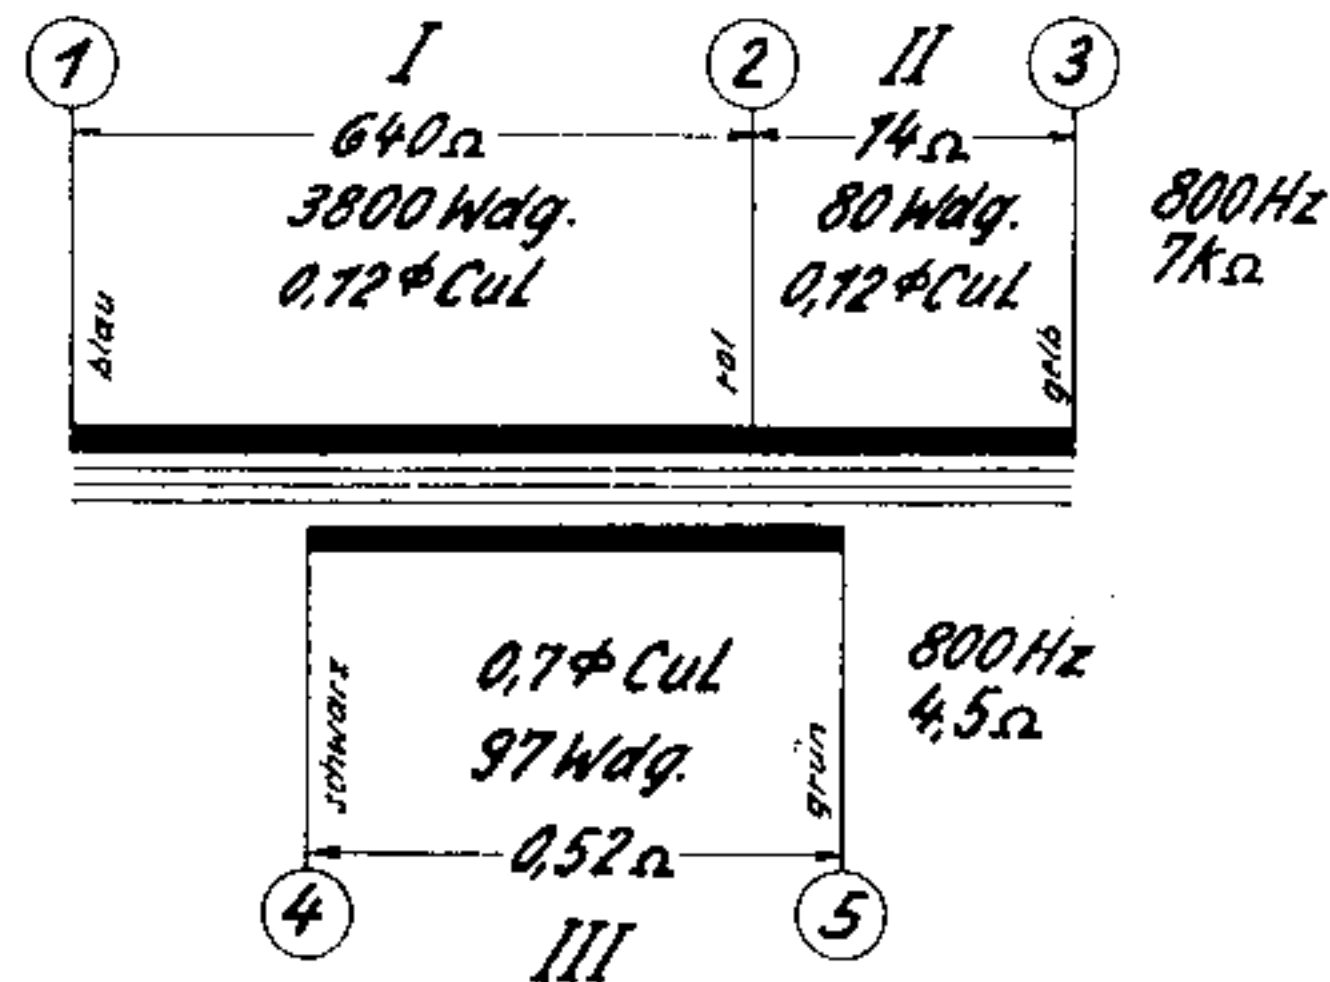 1
I
2
II
3
640Ω
3800 Wdg.
0,12 ϕ CuL
14Ω
80 Wdg.
0,12 ϕ CuL
800 Hz
7kΩ
blau
rot
gelb
0,7 ϕ CuL
97 Wdg.
0,52Ω
800 Hz
4,5Ω
schwarz
grün
4
5
III